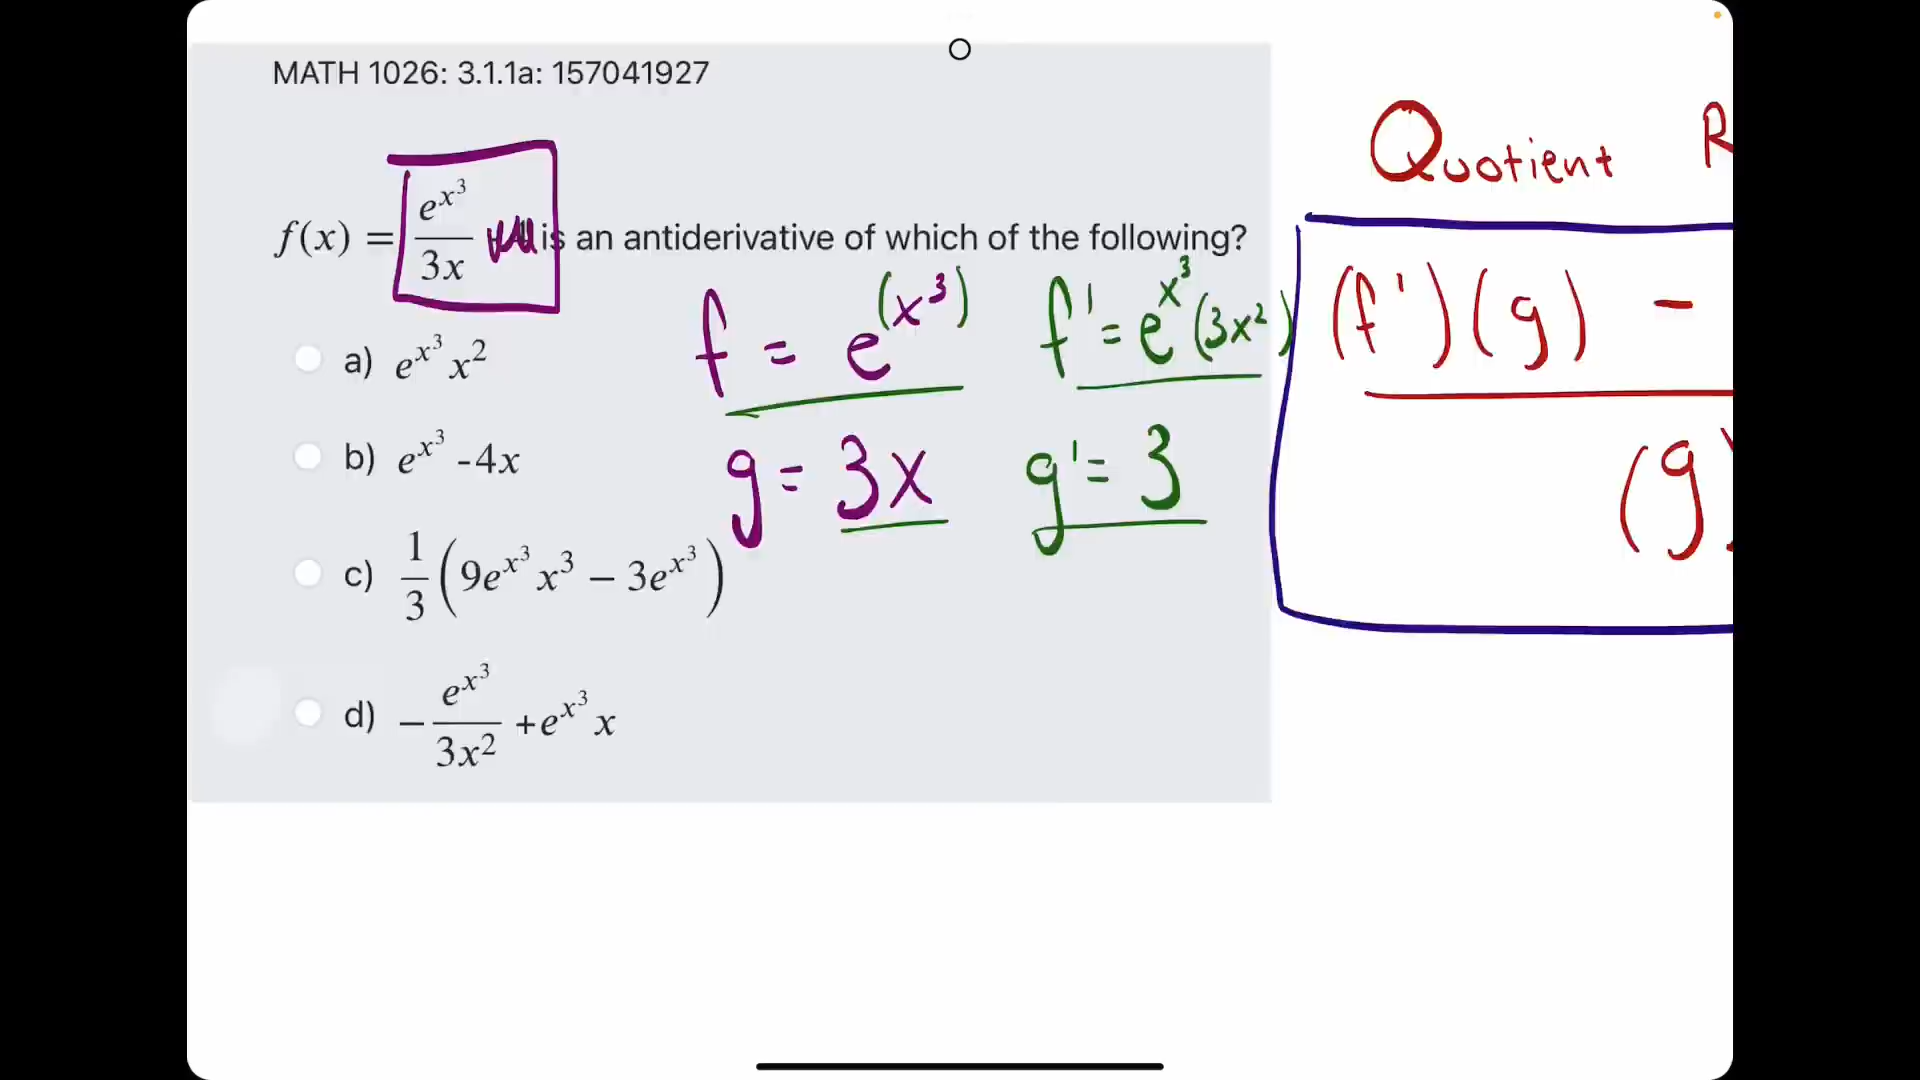 MATH 1026: 3.1.1a: 157041927
f(x) = e^{x^3} / 3x is an antiderivative of which of the following?
a) e^{x^3} x^2
b) e^{x^3} -4x
c) 1/3 (9e^{x^3} x^3 − 3e^{x^3})
d) − e^{x^3} / 3x^2 +e^{x^3} x
f = e^{(x^3)}
f' = e^{x^3} (3x^2)
g = 3x
g' = 3
Quotient R
(f')(g) -
(g)